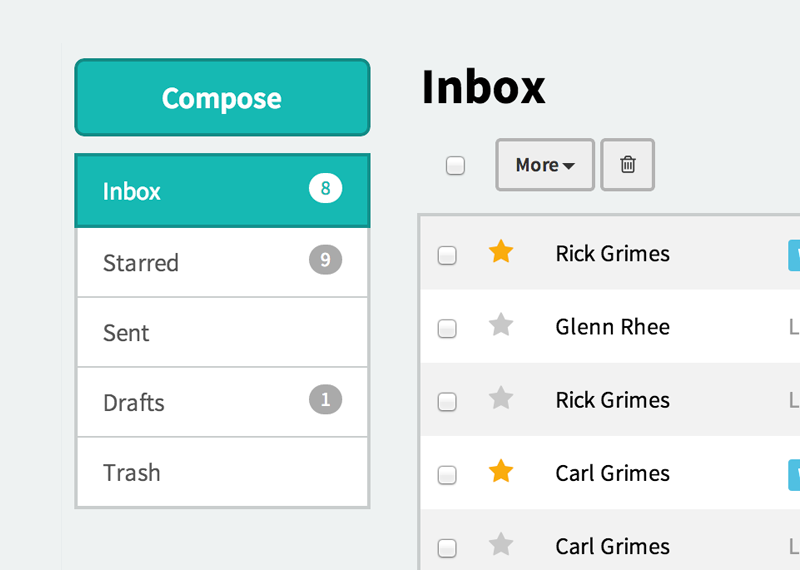 Compose
Inbox 8
Starred 9
Sent
Drafts 1
Trash
Inbox
More
Rick Grimes
Glenn Rhee
Rick Grimes
Carl Grimes
Carl Grimes